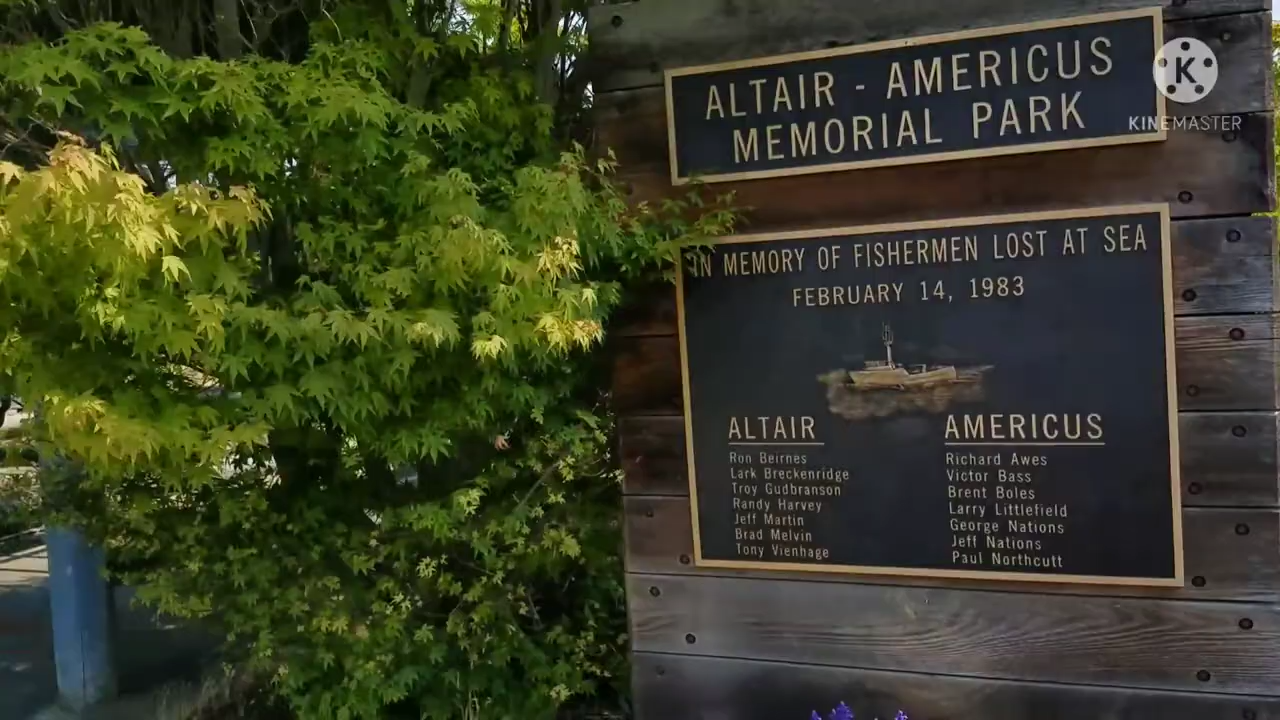 ALTAIR - AMERICUS
MEMORIAL PARK
K
KINEMASTER
IN MEMORY OF FISHERMEN LOST AT SEA
FEBRUARY 14, 1983
ALTAIR
Ron Beirnes
Lark Breckenridge
Troy Gudbranson
Randy Harvey
Jeff Martin
Brad Melvin
Tony Vienhage
AMERICUS
Richard Awes
Victor Bass
Brent Boles
Larry Littlefield
George Nations
Jeff Nations
Paul Northcutt